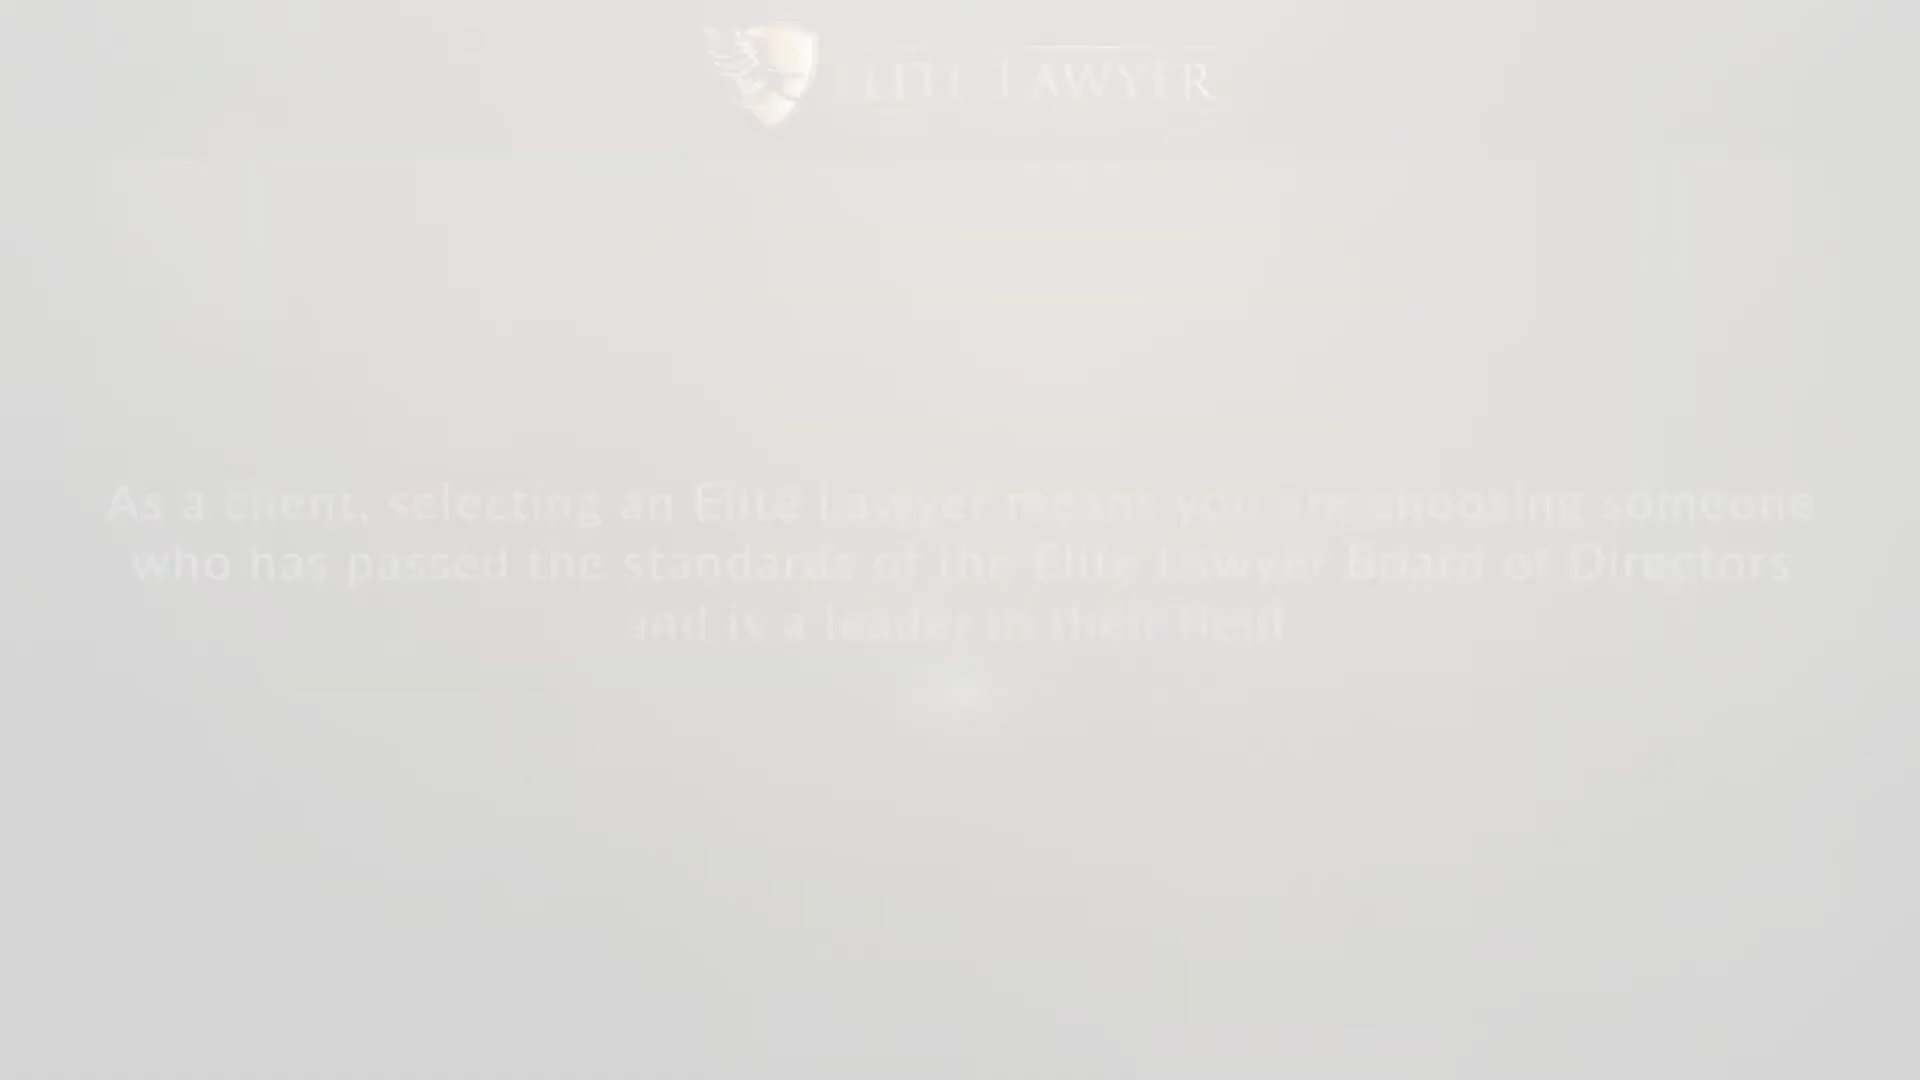 ELITE LAWYER
As a client, selecting an Elite Lawyer means you are choosing someone
who has passed the standards of the Elite Lawyer Board of Directors
and is a leader in their field